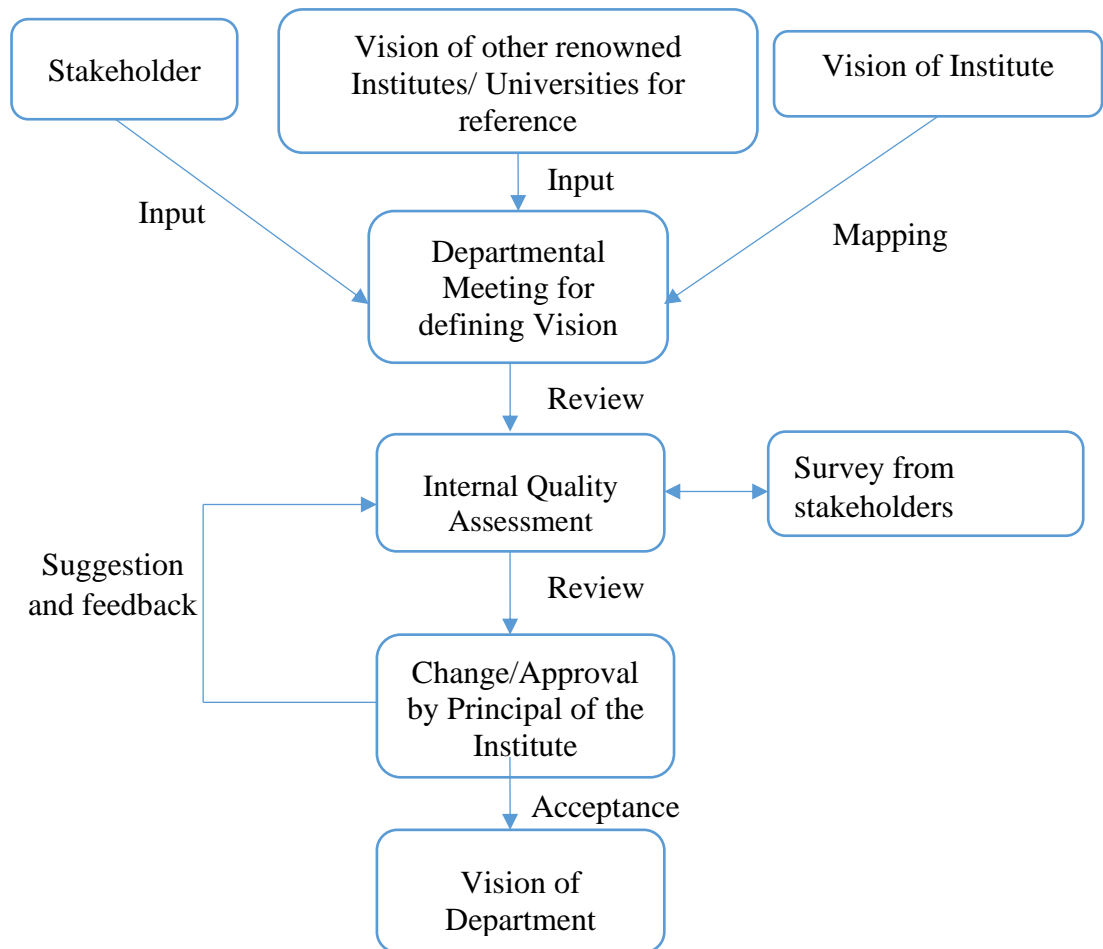 Stakeholder
Vision of other renowned
Institutes/ Universities for
reference
Vision of Institute
Input
Input
Mapping
Departmental
Meeting for
defining Vision
Review
Internal Quality
Assessment
Survey from
stakeholders
Suggestion
and feedback
Review
Change/Approval
by Principal of the
Institute
Acceptance
Vision of
Department